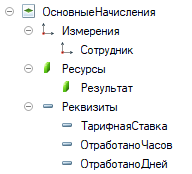 ОсновныеНачисления
Измерения
Сотрудник
Ресурсы
Результат
Реквизиты
ТарифнаяСтавка
ОтработаноЧасов
ОтработаноДней